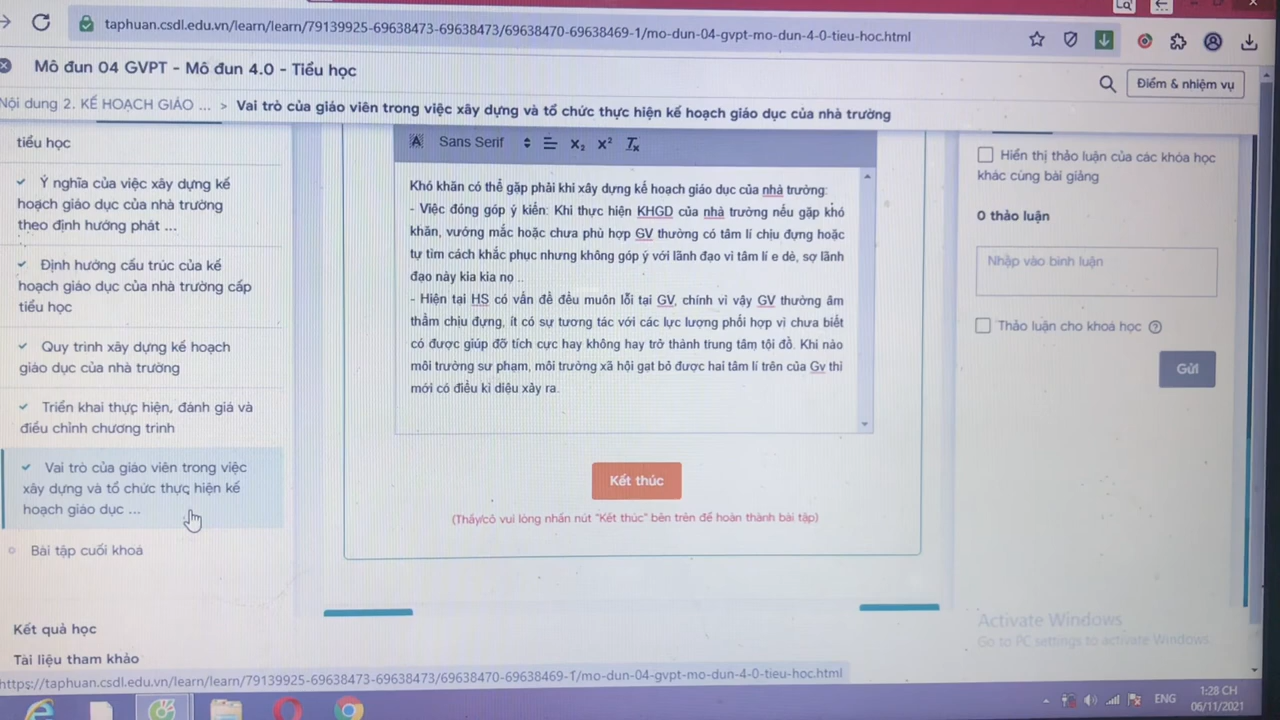 taphuan.csdl.edu.vn/learn/learn/79139925-69638473-69638473/69638470-69638469-1/mo-dun-04-gvpt-mo-dun-4-0-tieu-hoc.html
Mô đun 04 GVPT - Mô đun 4.0 - Tiểu học
Điểm & nhiệm vụ
Nội dung 2. KẾ HOẠCH GIÁO ... > Vai trò của giáo viên trong việc xây dựng và tổ chức thực hiện kế hoạch giáo dục của nhà trường
tiểu học
Ý nghĩa của việc xây dựng kế
hoạch giáo dục của nhà trường
theo định hướng phát ...
Định hướng cấu trúc của kế
hoạch giáo dục của nhà trường cấp
tiểu học
Quy trình xây dựng kế hoạch
giáo dục của nhà trường
Triển khai thực hiện, đánh giá và
điều chỉnh chương trình
Vai trò của giáo viên trong việc
xây dựng và tổ chức thực hiện kế
hoạch giáo dục ...
Bài tập cuối khoá
Kết quả học
Tài liệu tham khảo
A Sans Serif X₂ X² Tx
Khó khăn có thể gặp phải khi xây dựng kế hoạch giáo dục của nhà trường:
- Việc đóng góp ý kiến: Khi thực hiện KHGD của nhà trường nếu gặp khó
khăn, vướng mắc hoặc chưa phù hợp GV thường có tâm lí chịu đựng hoặc
tự tìm cách khắc phục nhưng không góp ý với lãnh đạo vì tâm lí e dè, sợ lãnh
đạo này kia kia nọ ...
- Hiện tại HS có vấn đề đều muôn lỗi tại GV, chính vì vậy GV thường âm
thầm chịu đựng, ít có sự tương tác với các lực lượng phối hợp vì chưa biết
có được giúp đỡ tích cực hay không hay trở thành trung tâm tội đồ. Khi nào
môi trường sư phạm, môi trường xã hội gạt bỏ được hai tâm lí trên của Gv thì
mới có điều kì diệu xảy ra.
Kết thúc
(Thầy/cô vui lòng nhấn nút "Kết thúc" bên trên để hoàn thành bài tập)
Hiển thị thảo luận của các khóa học
khác cùng bài giảng
0 thảo luận
Nhập vào bình luận
Thảo luận cho khoá học
Gửi
Activate Windows
Go to PC settings to activate Windows.
https://taphuan.csdl.edu.vn/learn/learn/79139925-69638473-69638473/69638470-69638469-1/mo-dun-04-gvpt-mo-dun-4-0-tieu-hoc.html
ENG
1:28 CH
06/11/2021